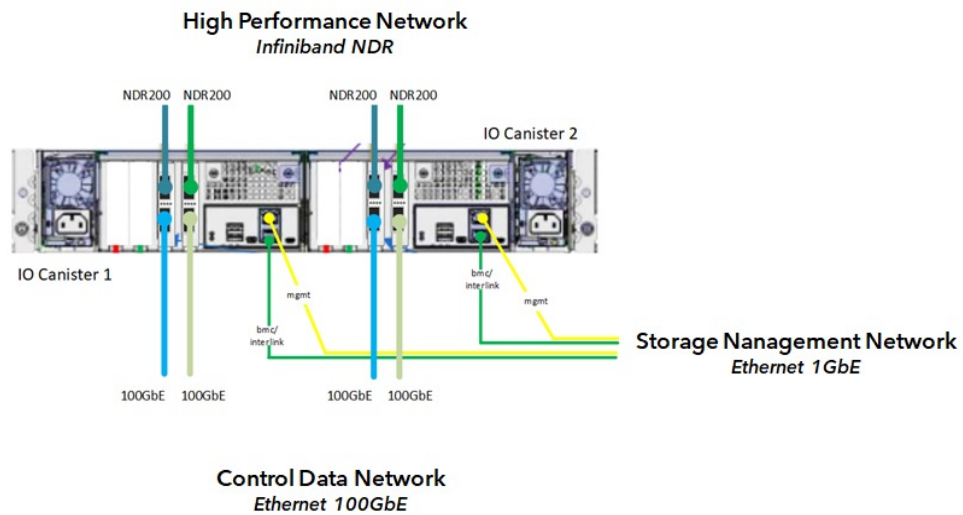 High Performance Network
Infiniband NDR
NDR200 NDR200 NDR200 NDR200
IO Canister 2
IO Canister 1
bmc/
interlink
mgmt
mgmt
bmc/
interlink
Storage Nanagement Network
Ethernet 1GbE
100GbE 100GbE 100GbE 100GbE
Control Data Network
Ethernet 100GbE